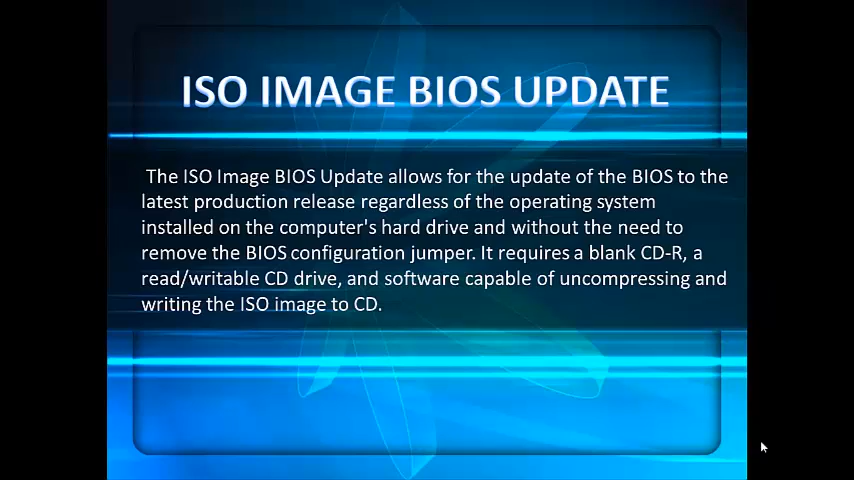 ISO IMAGE BIOS UPDATE
The ISO Image BIOS Update allows for the update of the BIOS to the
latest production release regardless of the operating system
installed on the computer's hard drive and without the need to
remove the BIOS configuration jumper. It requires a blank CD-R, a
read/writable CD drive, and software capable of uncompressing and
writing the ISO image to CD.